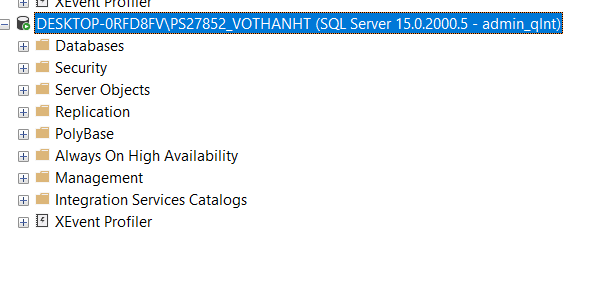 XEvent Profiler
DESKTOP-0RFD8FV\PS27852_VOTHANHT (SQL Server 15.0.2000.5 - admin_qlnt)
Databases
Security
Server Objects
Replication
PolyBase
Always On High Availability
Management
Integration Services Catalogs
XEvent Profiler